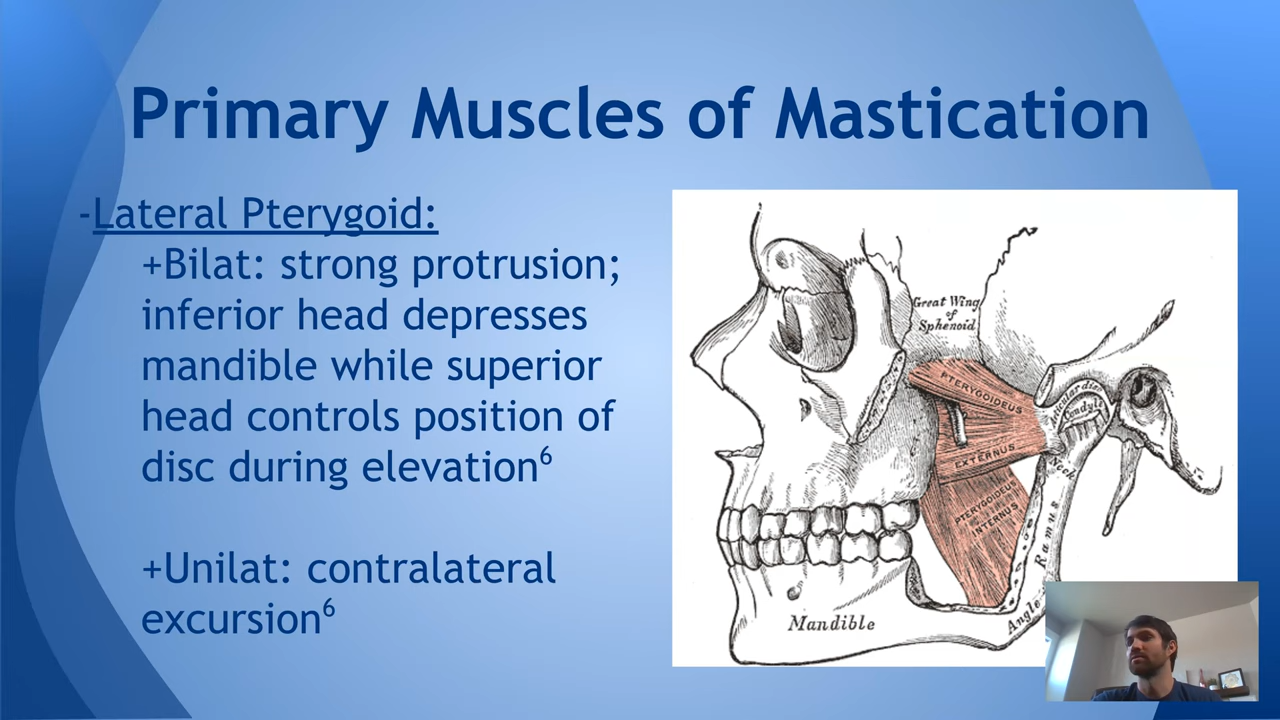 Primary Muscles of Mastication
-Lateral Pterygoid:
+Bilat: strong protrusion;
inferior head depresses
mandible while superior
head controls position of
disc during elevation6
+Unilat: contralateral
excursion6
Great Wing
of
Sphenoid
PTERYGOIDEUS
EXTERNUS
PTERYGOIDEUS
INTERNUS
Condyle
Neck
Ramus
Angle
Mandible